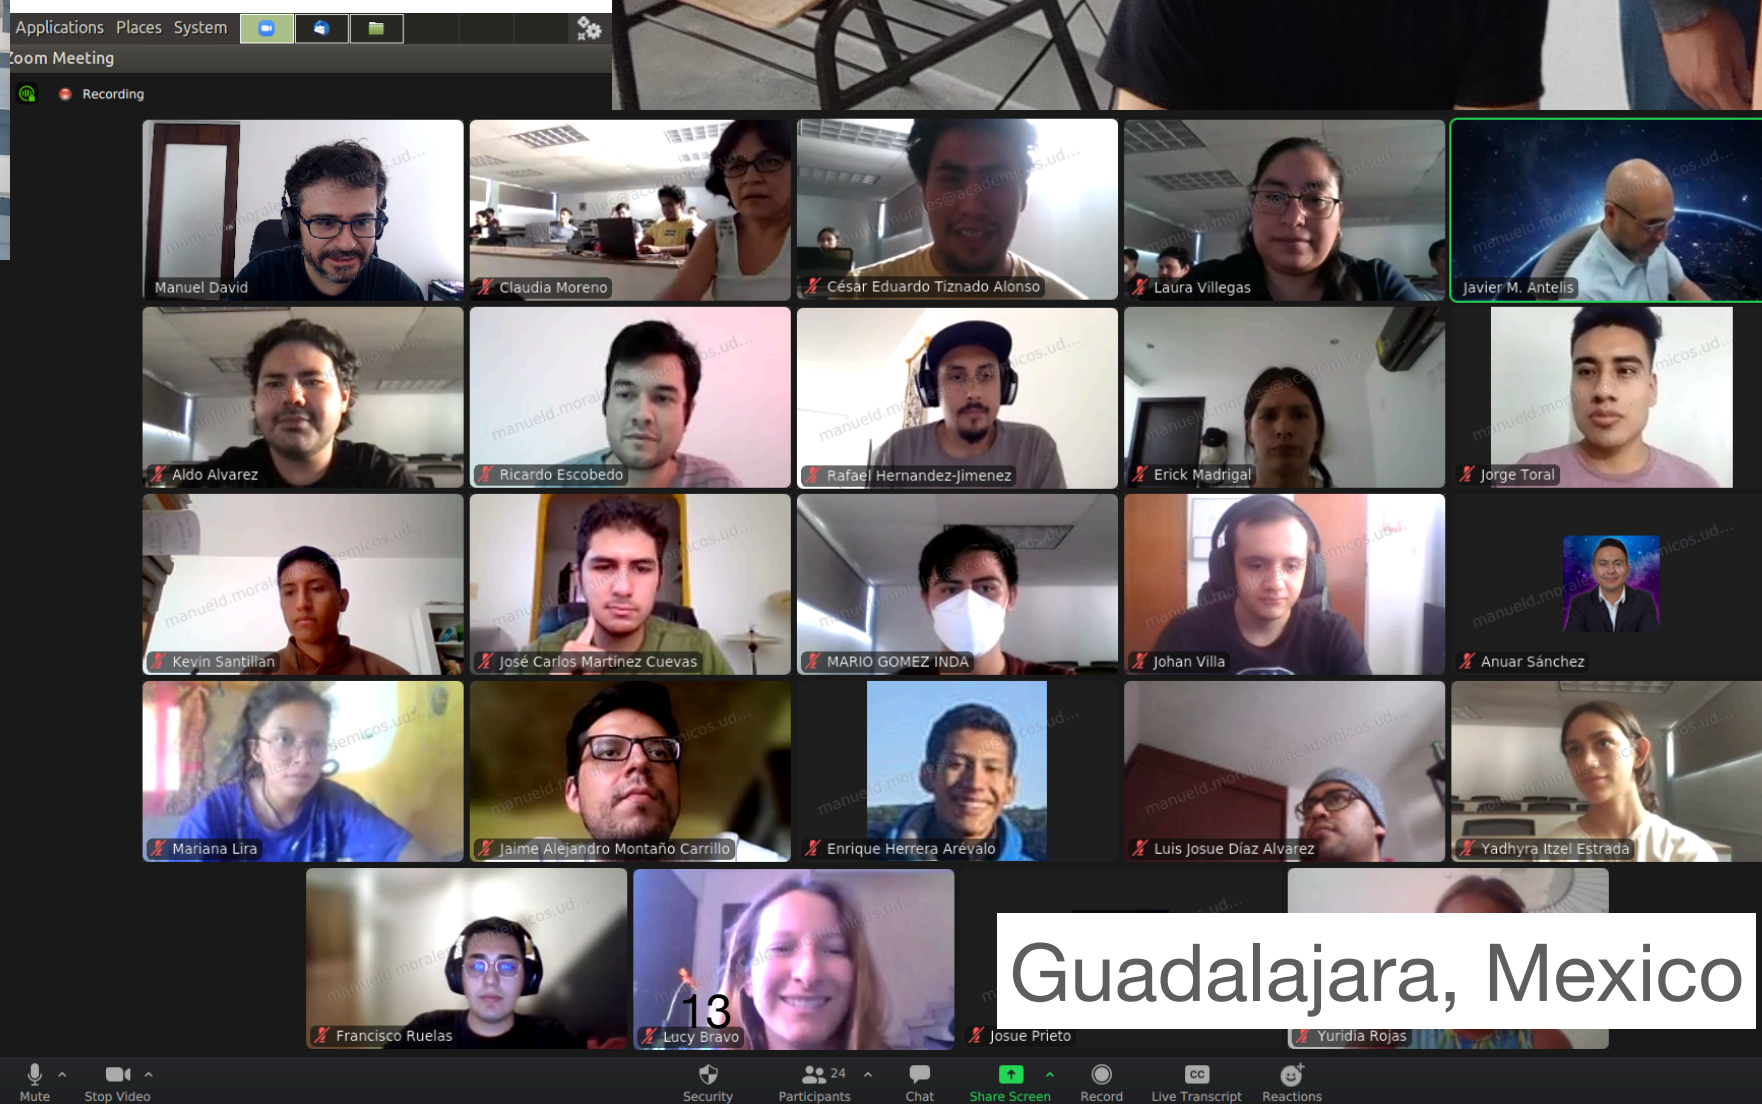 Applications Places System
Zoom Meeting
Recording
Manuel David
Claudia Moreno
César Eduardo Tiznado Alonso
Laura Villegas
Javier M. Antelis
Aldo Alvarez
Ricardo Escobedo
Rafael Hernandez-Jimenez
Erick Madrigal
Jorge Toral
Kevin Santillan
José Carlos Martínez Cuevas
MARIO GOMEZ INDA
Johan Villa
Anuar Sánchez
Mariana Lira
Jaime Alejandro Montaño Carrillo
Enrique Herrera Arévalo
Luis Josue Díaz Alvarez
Yadhyra Itzel Estrada
Guadalajara, Mexico
13
Francisco Ruelas
Lucy Bravo
Josue Prieto
Yuridia Rojas
24
CC
Mute
Stop Video
Security
Participants
Chat
Share Screen
Record
Live Transcript
Reactions